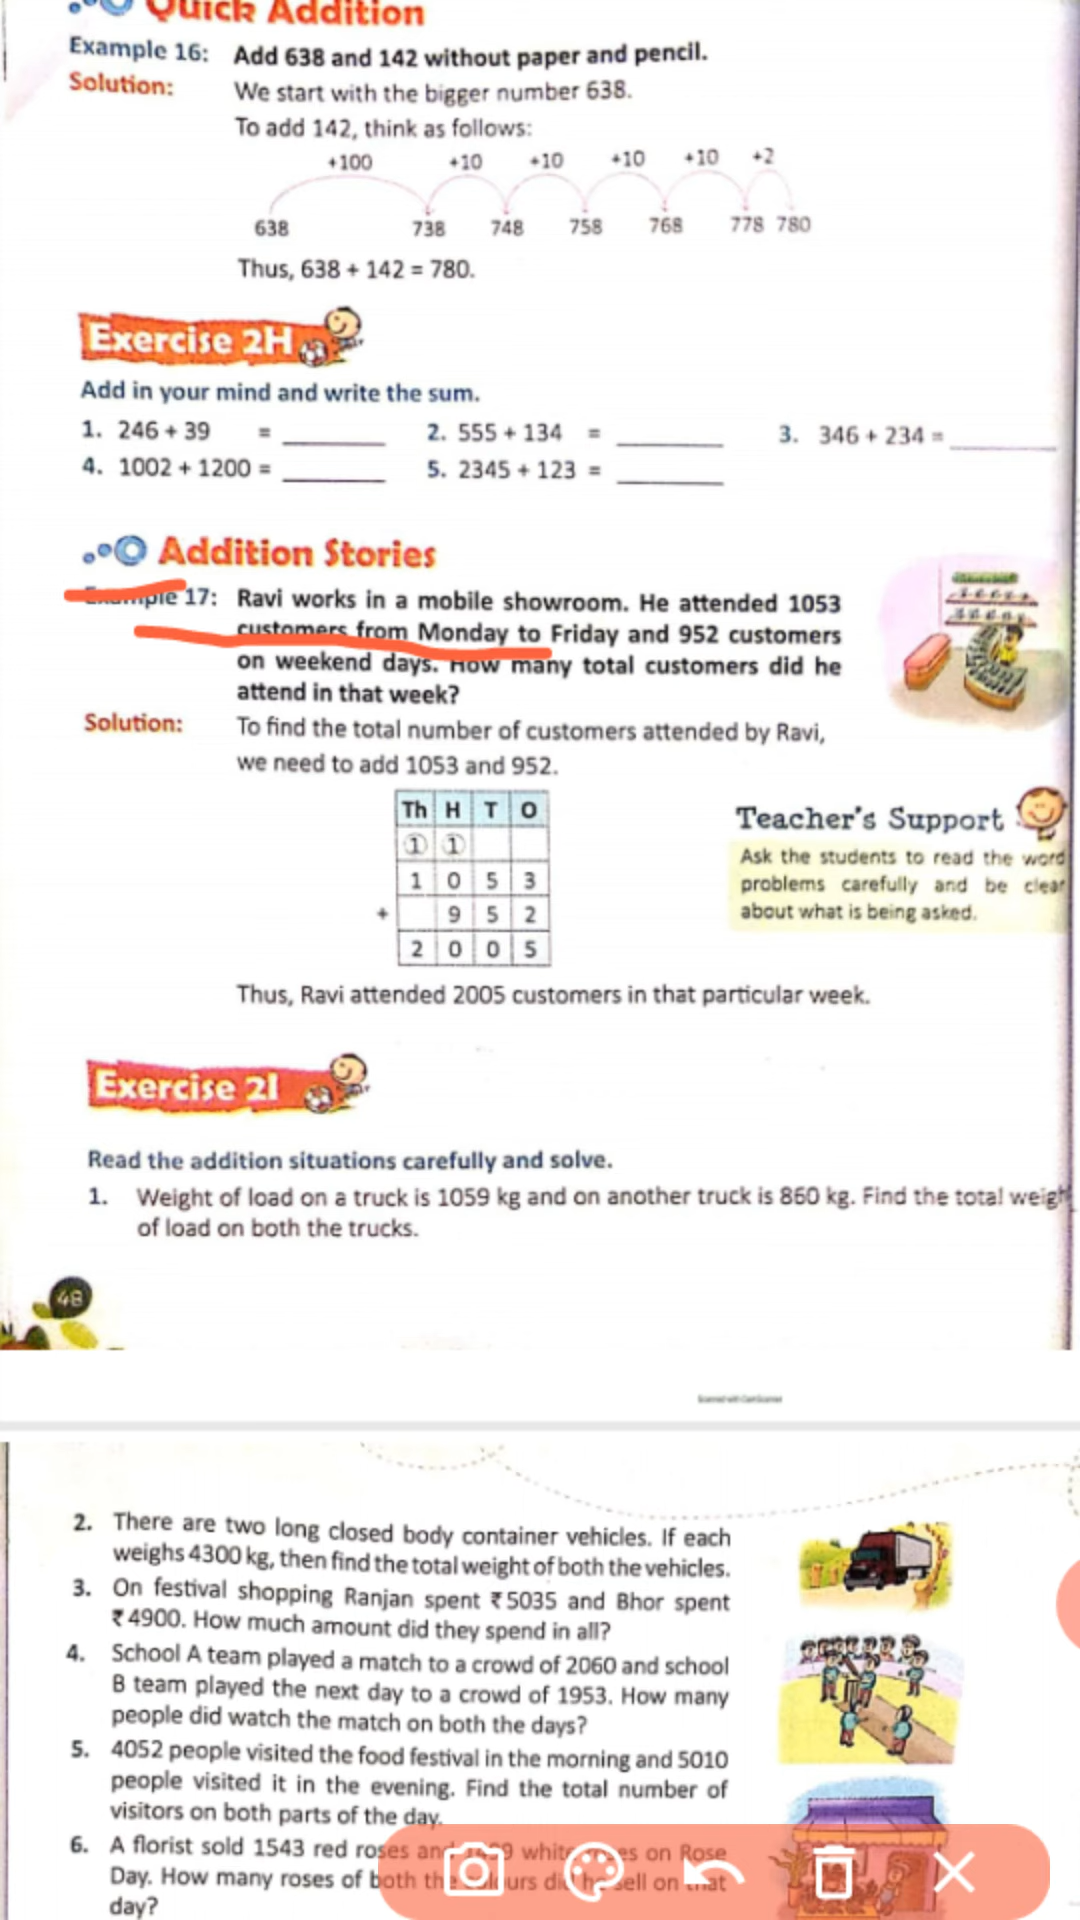 Quick Addition
Example 16: Add 638 and 142 without paper and pencil.
Solution: We start with the bigger number 638.
To add 142, think as follows:
+100 +10 +10 +10 +10 +2
638 738 748 758 768 778 780
Thus, 638 + 142 = 780.
Exercise 2H
Add in your mind and write the sum.
1. 246 + 39 = 2. 555 + 134 = 3. 346 + 234 =
4. 1002 + 1200 = 5. 2345 + 123 =
Addition Stories
Example 17: Ravi works in a mobile showroom. He attended 1053
customers from Monday to Friday and 952 customers
on weekend days. How many total customers did he
attend in that week?
Solution: To find the total number of customers attended by Ravi,
we need to add 1053 and 952.
Th H T O
1 1
1 0 5 3
+ 9 5 2
2 0 0 5
Teacher's Support
Ask the students to read the word
problems carefully and be clear
about what is being asked.
Thus, Ravi attended 2005 customers in that particular week.
Exercise 2I
Read the addition situations carefully and solve.
1. Weight of load on a truck is 1059 kg and on another truck is 860 kg. Find the total weigh
of load on both the trucks.
48
Scanned with CamScanner
2. There are two long closed body container vehicles. If each
weighs 4300 kg, then find the total weight of both the vehicles.
3. On festival shopping Ranjan spent ₹5035 and Bhor spent
₹4900. How much amount did they spend in all?
4. School A team played a match to a crowd of 2060 and school
B team played the next day to a crowd of 1953. How many
people did watch the match on both the days?
5. 4052 people visited the food festival in the morning and 5010
people visited it in the evening. Find the total number of
visitors on both parts of the day.
6. A florist sold 1543 red roses and white roses on Rose
Day. How many roses of both the colours did he sell on that
day?